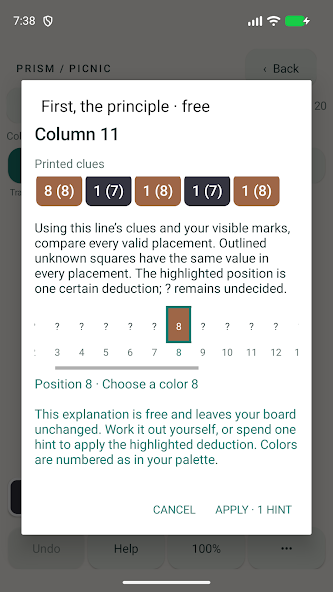 7:38
PRISM / PICNIC
‹ Back
20
First, the principle · free
Column 11
Printed clues
8 (8) 1 (7) 1 (8) 1 (7) 1 (8)
Using this line's clues and your visible marks,
compare every valid placement. Outlined
unknown squares have the same value in
every placement. The highlighted position is
one certain deduction; ? remains undecided.
? ? ? ? ? 8 ? ? ? ?
3 4 5 6 7 8 9 10 11 12
Position 8 · Choose a color 8
This explanation is free and leaves your board
unchanged. Work it out yourself, or spend one
hint to apply the highlighted deduction. Colors
are numbered as in your palette.
CANCEL APPLY · 1 HINT
Undo Help 100% •••